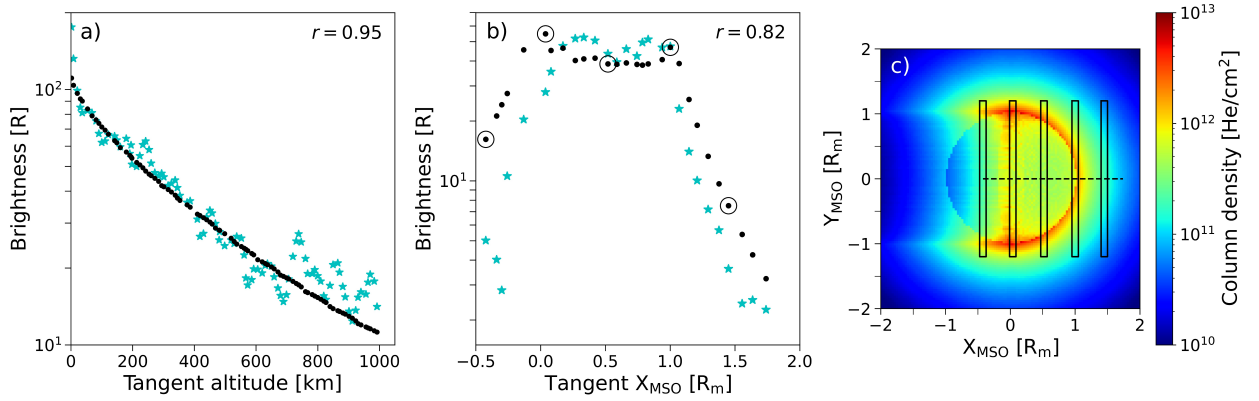 a)
r = 0.95
10²
10¹
Brightness [R]
0 200 400 600 800 1000
Tangent altitude [km]
b)
r = 0.82
10¹
Brightness [R]
−0.5 0.0 0.5 1.0 1.5 2.0
Tangent X_MSO [R_m]
c)
2
1
0
−1
−2
Y_MSO [R_m]
−2 −1 0 1 2
X_MSO [R_m]
10¹³
10¹²
10¹¹
10¹⁰
Column density [He/cm²]